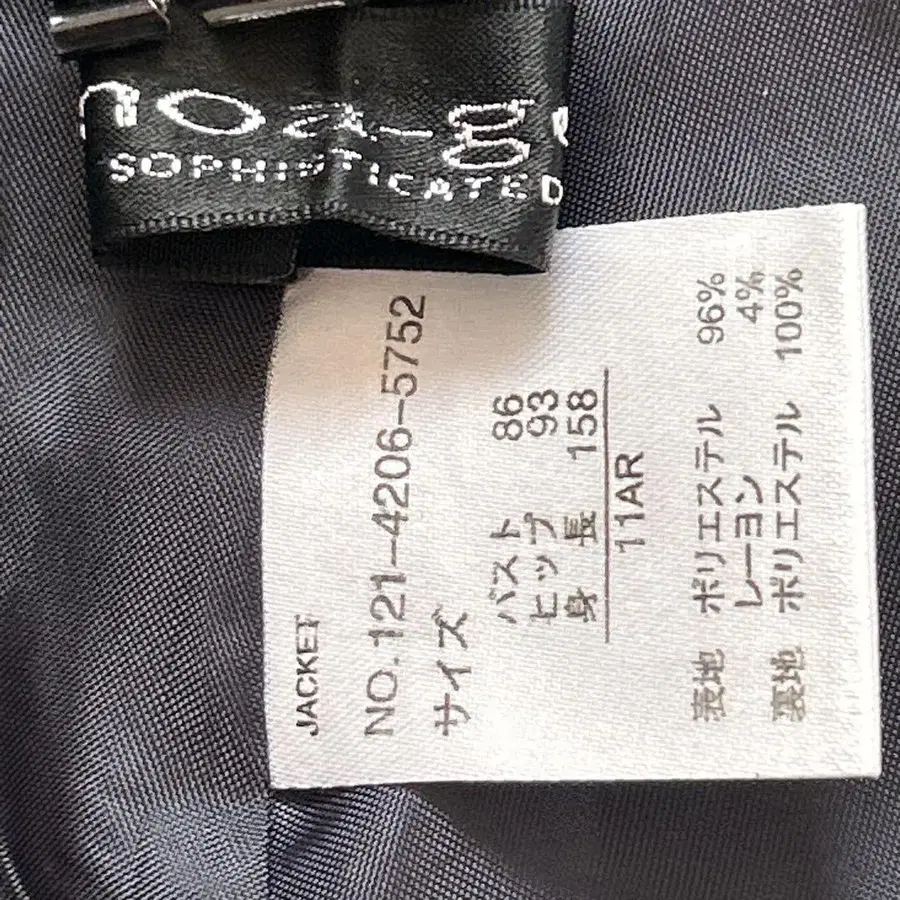 SOPHISTICATED
JACKET
NO.121-4206-5752
サイズ
バスト 86
ヒップ 93
身長 158
11AR
表地 ポリエステル 96%
レーヨン 4%
裏地 ポリエステル 100%